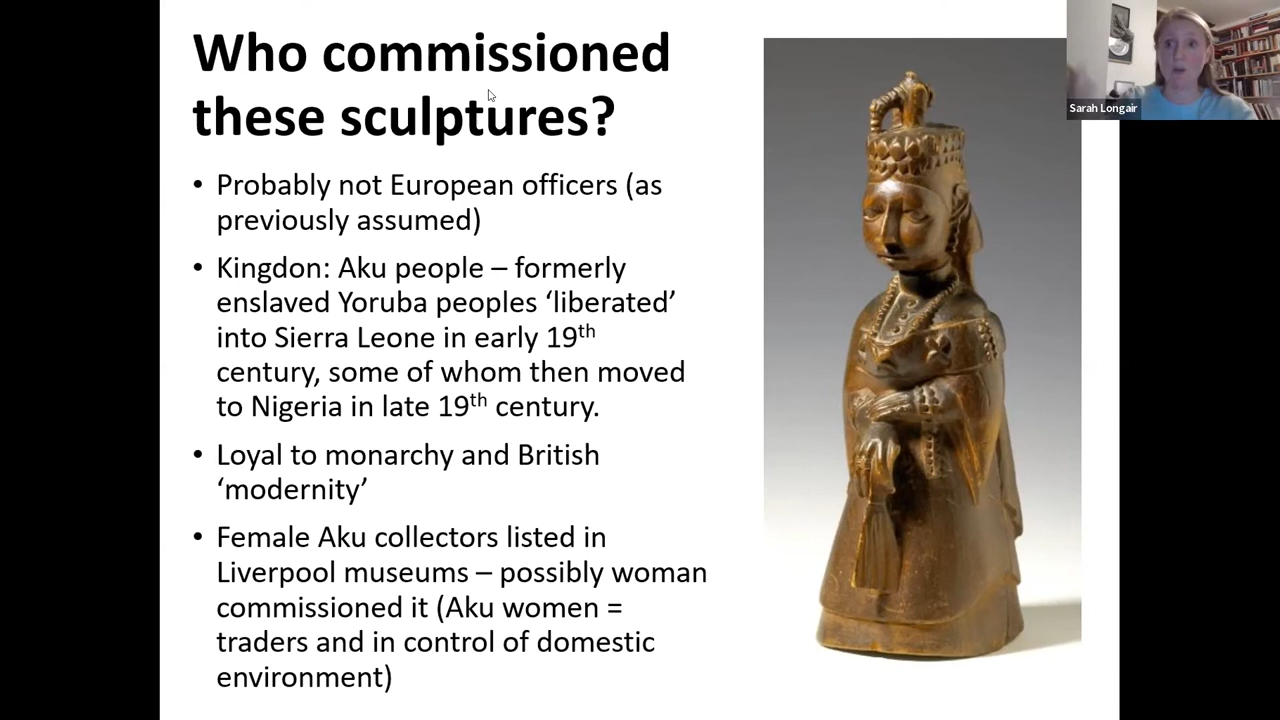 Who commissioned
these sculptures?
• Probably not European officers (as
previously assumed)
• Kingdon: Aku people – formerly
enslaved Yoruba peoples ‘liberated’
into Sierra Leone in early 19th
century, some of whom then moved
to Nigeria in late 19th century.
• Loyal to monarchy and British
‘modernity’
• Female Aku collectors listed in
Liverpool museums – possibly woman
commissioned it (Aku women =
traders and in control of domestic
environment)
Sarah Longair